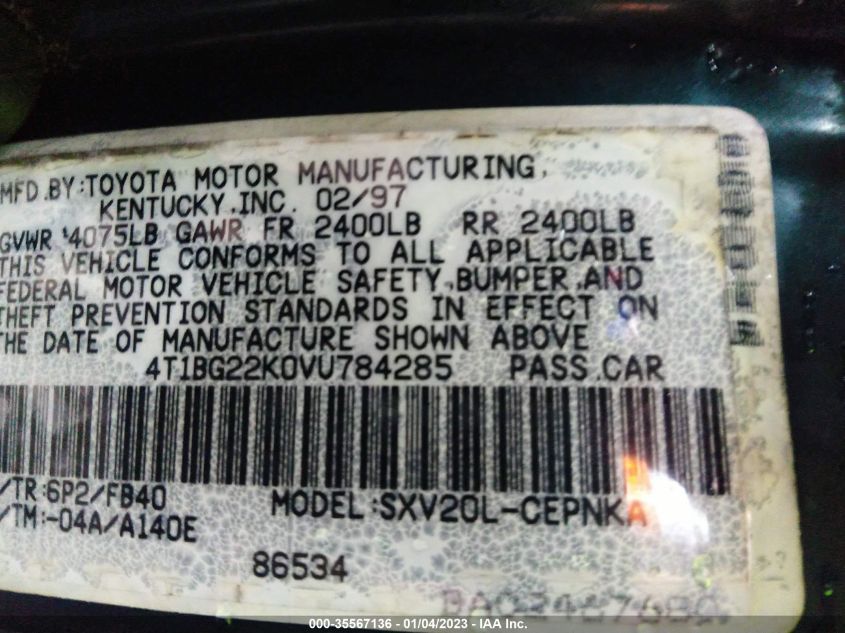 MFD.BY:TOYOTA MOTOR MANUFACTURING,
KENTUCKY,INC. 02/97
GVWR 4075LB GAWR FR 2400LB RR 2400LB
THIS VEHICLE CONFORMS TO ALL APPLICABLE
FEDERAL MOTOR VEHICLE SAFETY,BUMPER,AND
THEFT PREVENTION STANDARDS IN EFFECT ON
THE DATE OF MANUFACTURE SHOWN ABOVE
4T1BG22K0VU784285 PASS.CAR
/TR:6P2/FB40
MODEL:SXV20L-CEPNKA
/TM:-04A/A140E
86534
000-35567136 - 01/04/2023 - IAA Inc.